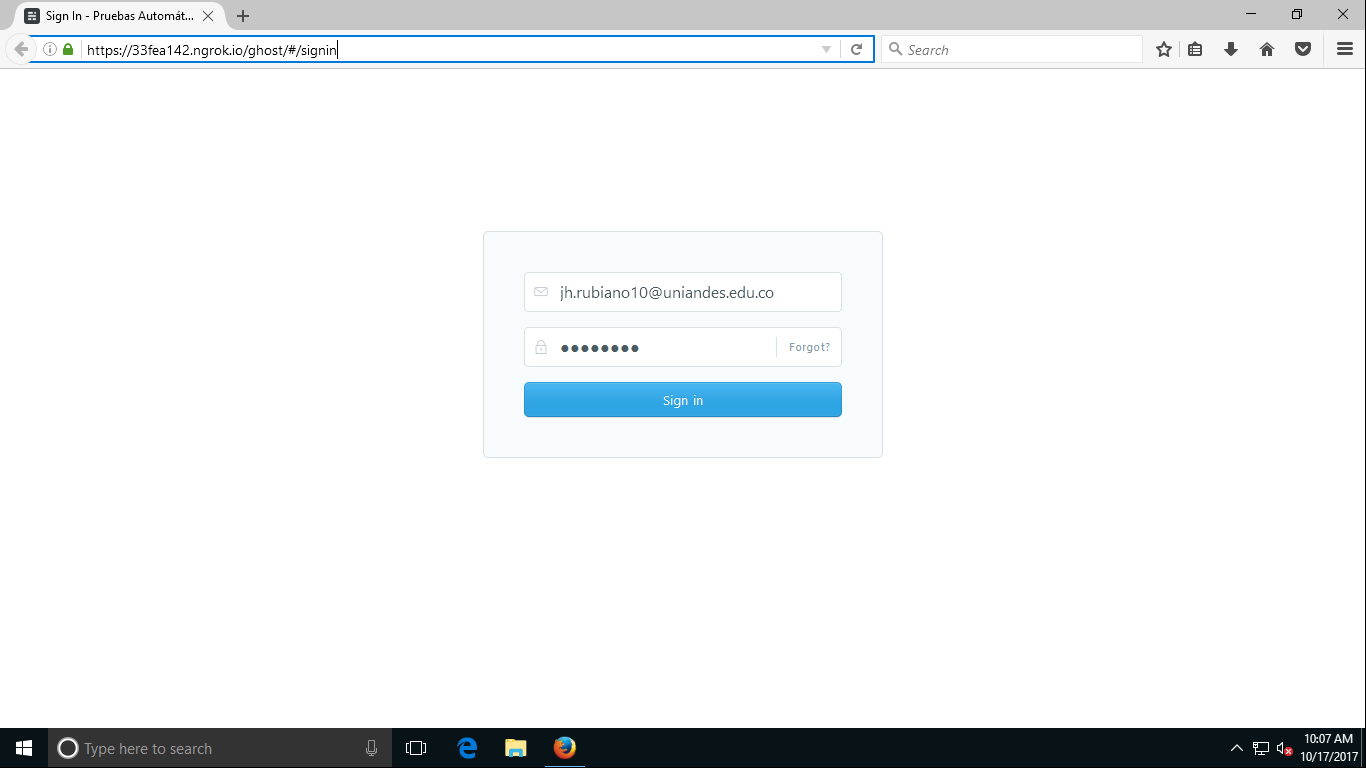 Sign In - Pruebas Automát...
https://33fea142.ngrok.io/ghost/#/signin
Search
jh.rubiano10@uniandes.edu.co
●●●●●●●●
Forgot?
Sign in
Type here to search
10:07 AM
10/17/2017